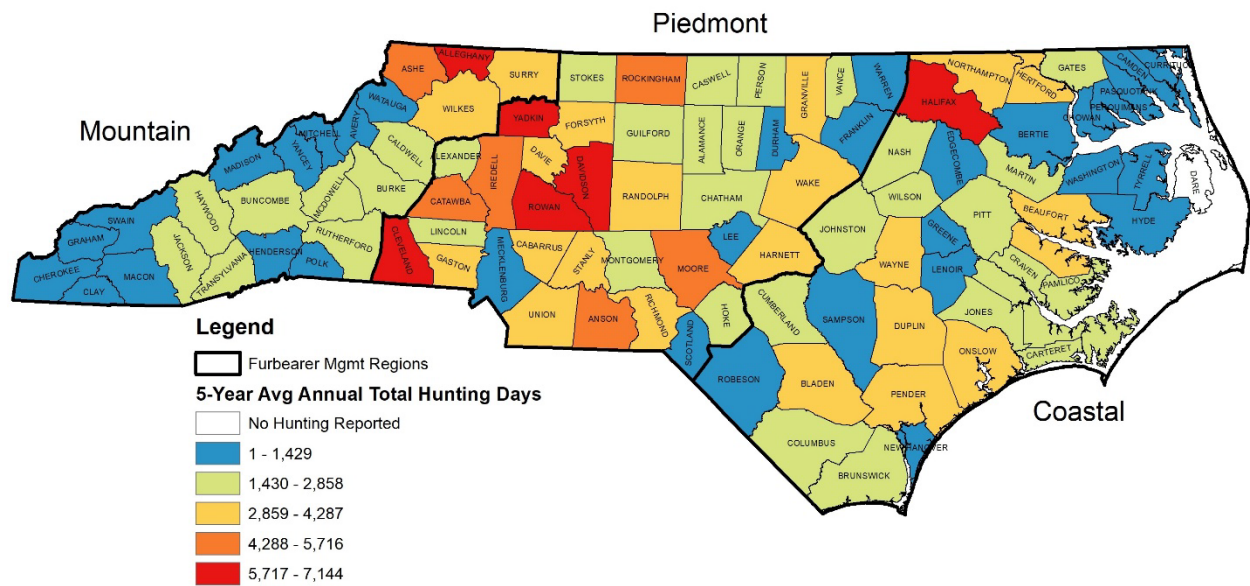 Piedmont
Mountain
Coastal
ASHE
ALLEGHANY
SURRY
STOKES
ROCKINGHAM
CASWELL
PERSON
GRANVILLE
VANCE
WARREN
NORTHAMPTON
HERTFORD
GATES
CAMDEN
CURRITUCK
PASQUOTANK
PERQUIMANS
CHOWAN
WATAUGA
WILKES
YADKIN
FORSYTH
GUILFORD
ALAMANCE
ORANGE
DURHAM
FRANKLIN
HALIFAX
BERTIE
MITCHELL
AVERY
YANCEY
MADISON
CALDWELL
LEXANDER
IREDELL
DAVIE
DAVIDSON
RANDOLPH
CHATHAM
WAKE
NASH
EDGECOMBE
MARTIN
WASHINGTON
TYRRELL
DARE
HAYWOOD
BUNCOMBE
MCDOWELL
BURKE
CATAWBA
ROWAN
WILSON
PITT
BEAUFORT
HYDE
SWAIN
GRAHAM
JACKSON
RUTHERFORD
LINCOLN
CABARRUS
STANLY
MONTGOMERY
MOORE
LEE
HARNETT
JOHNSTON
GREENE
CHEROKEE
MACON
CLAY
TRANSYLVANIA
HENDERSON
POLK
CLEVELAND
GASTON
MECKLENBURG
WAYNE
LENOIR
CRAVEN
PAMLICO
UNION
ANSON
RICHMOND
SCOTLAND
HOKE
CUMBERLAND
SAMPSON
DUPLIN
JONES
CARTERET
ONSLOW
ROBESON
BLADEN
PENDER
COLUMBUS
NEW HANOVER
BRUNSWICK
Legend
Furbearer Mgmt Regions
5-Year Avg Annual Total Hunting Days
No Hunting Reported
1 - 1,429
1,430 - 2,858
2,859 - 4,287
4,288 - 5,716
5,717 - 7,144